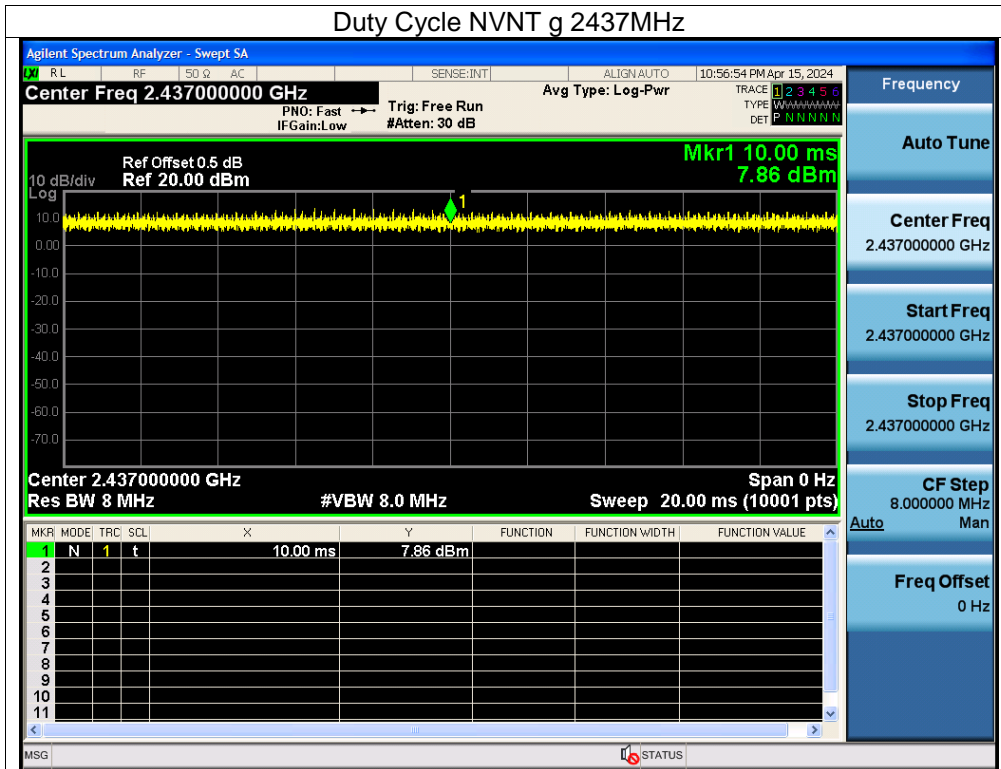 Duty Cycle NVNT g 2437MHz
Agilent Spectrum Analyzer - Swept SA
LXI RL RF 50 Ω AC SENSE:INT ALIGN AUTO 10:56:54 PM Apr 15, 2024
Center Freq 2.437000000 GHz Avg Type: Log-Pwr TRACE 1 2 3 4 5 6
PNO: Fast Trig: Free Run TYPE WWWWWW
IFGain:Low #Atten: 30 dB DET P N N N N N
Mkr1 10.00 ms
7.86 dBm
Ref Offset 0.5 dB
10 dB/div Ref 20.00 dBm
Log
1
10.0
0.00
-10.0
-20.0
-30.0
-40.0
-50.0
-60.0
-70.0
Center 2.437000000 GHz Span 0 Hz
Res BW 8 MHz #VBW 8.0 MHz Sweep 20.00 ms (10001 pts)
MKR MODE TRC SCL X Y FUNCTION FUNCTION WIDTH FUNCTION VALUE
1 N 1 t 10.00 ms 7.86 dBm
2
3
4
5
6
7
8
9
10
11
MSG STATUS
Frequency
Auto Tune
Center Freq
2.437000000 GHz
Start Freq
2.437000000 GHz
Stop Freq
2.437000000 GHz
CF Step
8.000000 MHz
Auto Man
Freq Offset
0 Hz